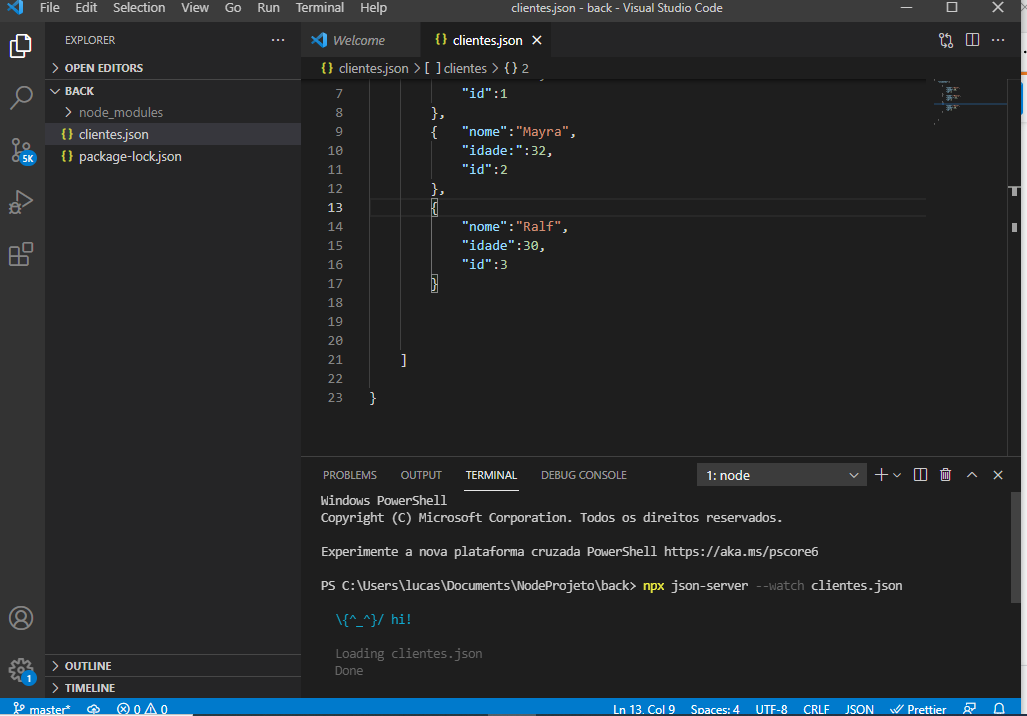 File Edit Selection View Go Run Terminal Help clientes.json - back - Visual Studio Code
EXPLORER ...
Welcome clientes.json
OPEN EDITORS
BACK
node_modules
clientes.json
package-lock.json
5K
clientes.json > [ ] clientes > {} 2
7 "id":1
8 },
9 { "nome":"Mayra",
10 "idade:":32,
11 "id":2
12 },
13 {
14 "nome":"Ralf",
15 "idade":30,
16 "id":3
17 }
18
19
20
21 ]
22
23 }
PROBLEMS OUTPUT TERMINAL DEBUG CONSOLE 1: node
Windows PowerShell
Copyright (C) Microsoft Corporation. Todos os direitos reservados.
Experimente a nova plataforma cruzada PowerShell https://aka.ms/pscore6
PS C:\Users\lucas\Documents\NodeProjeto\back> npx json-server --watch clientes.json
\{^_^}/ hi!
Loading clientes.json
Done
OUTLINE
TIMELINE
1
master* 0 0 Ln 13, Col 9 Spaces: 4 UTF-8 CRLF JSON Prettier